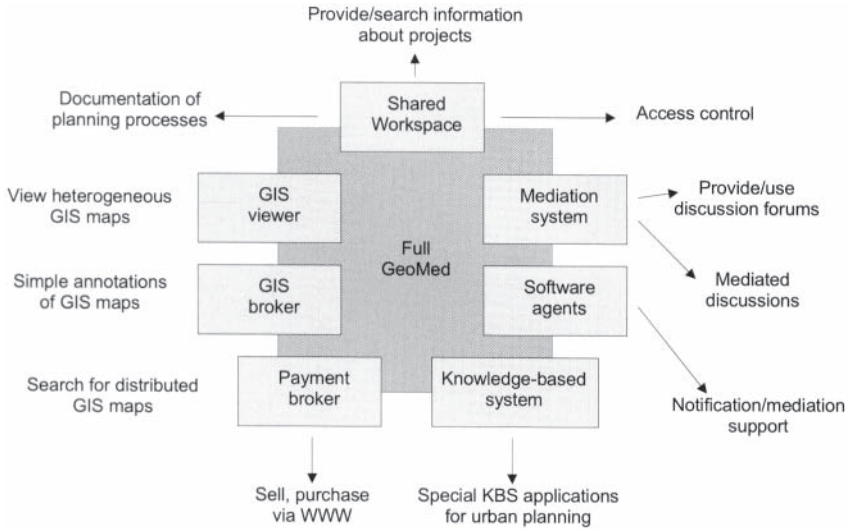 Provide/search information
about projects
Documentation of
planning processes
Shared
Workspace
Access control
View heterogeneous
GIS maps
GIS
viewer
Mediation
system
Provide/use
discussion forums
Full
GeoMed
Simple annotations
of GIS maps
GIS
broker
Software
agents
Mediated
discussions
Search for distributed
GIS maps
Payment
broker
Knowledge-based
system
Notification/mediation
support
Sell, purchase
via WWW
Special KBS applications
for urban planning